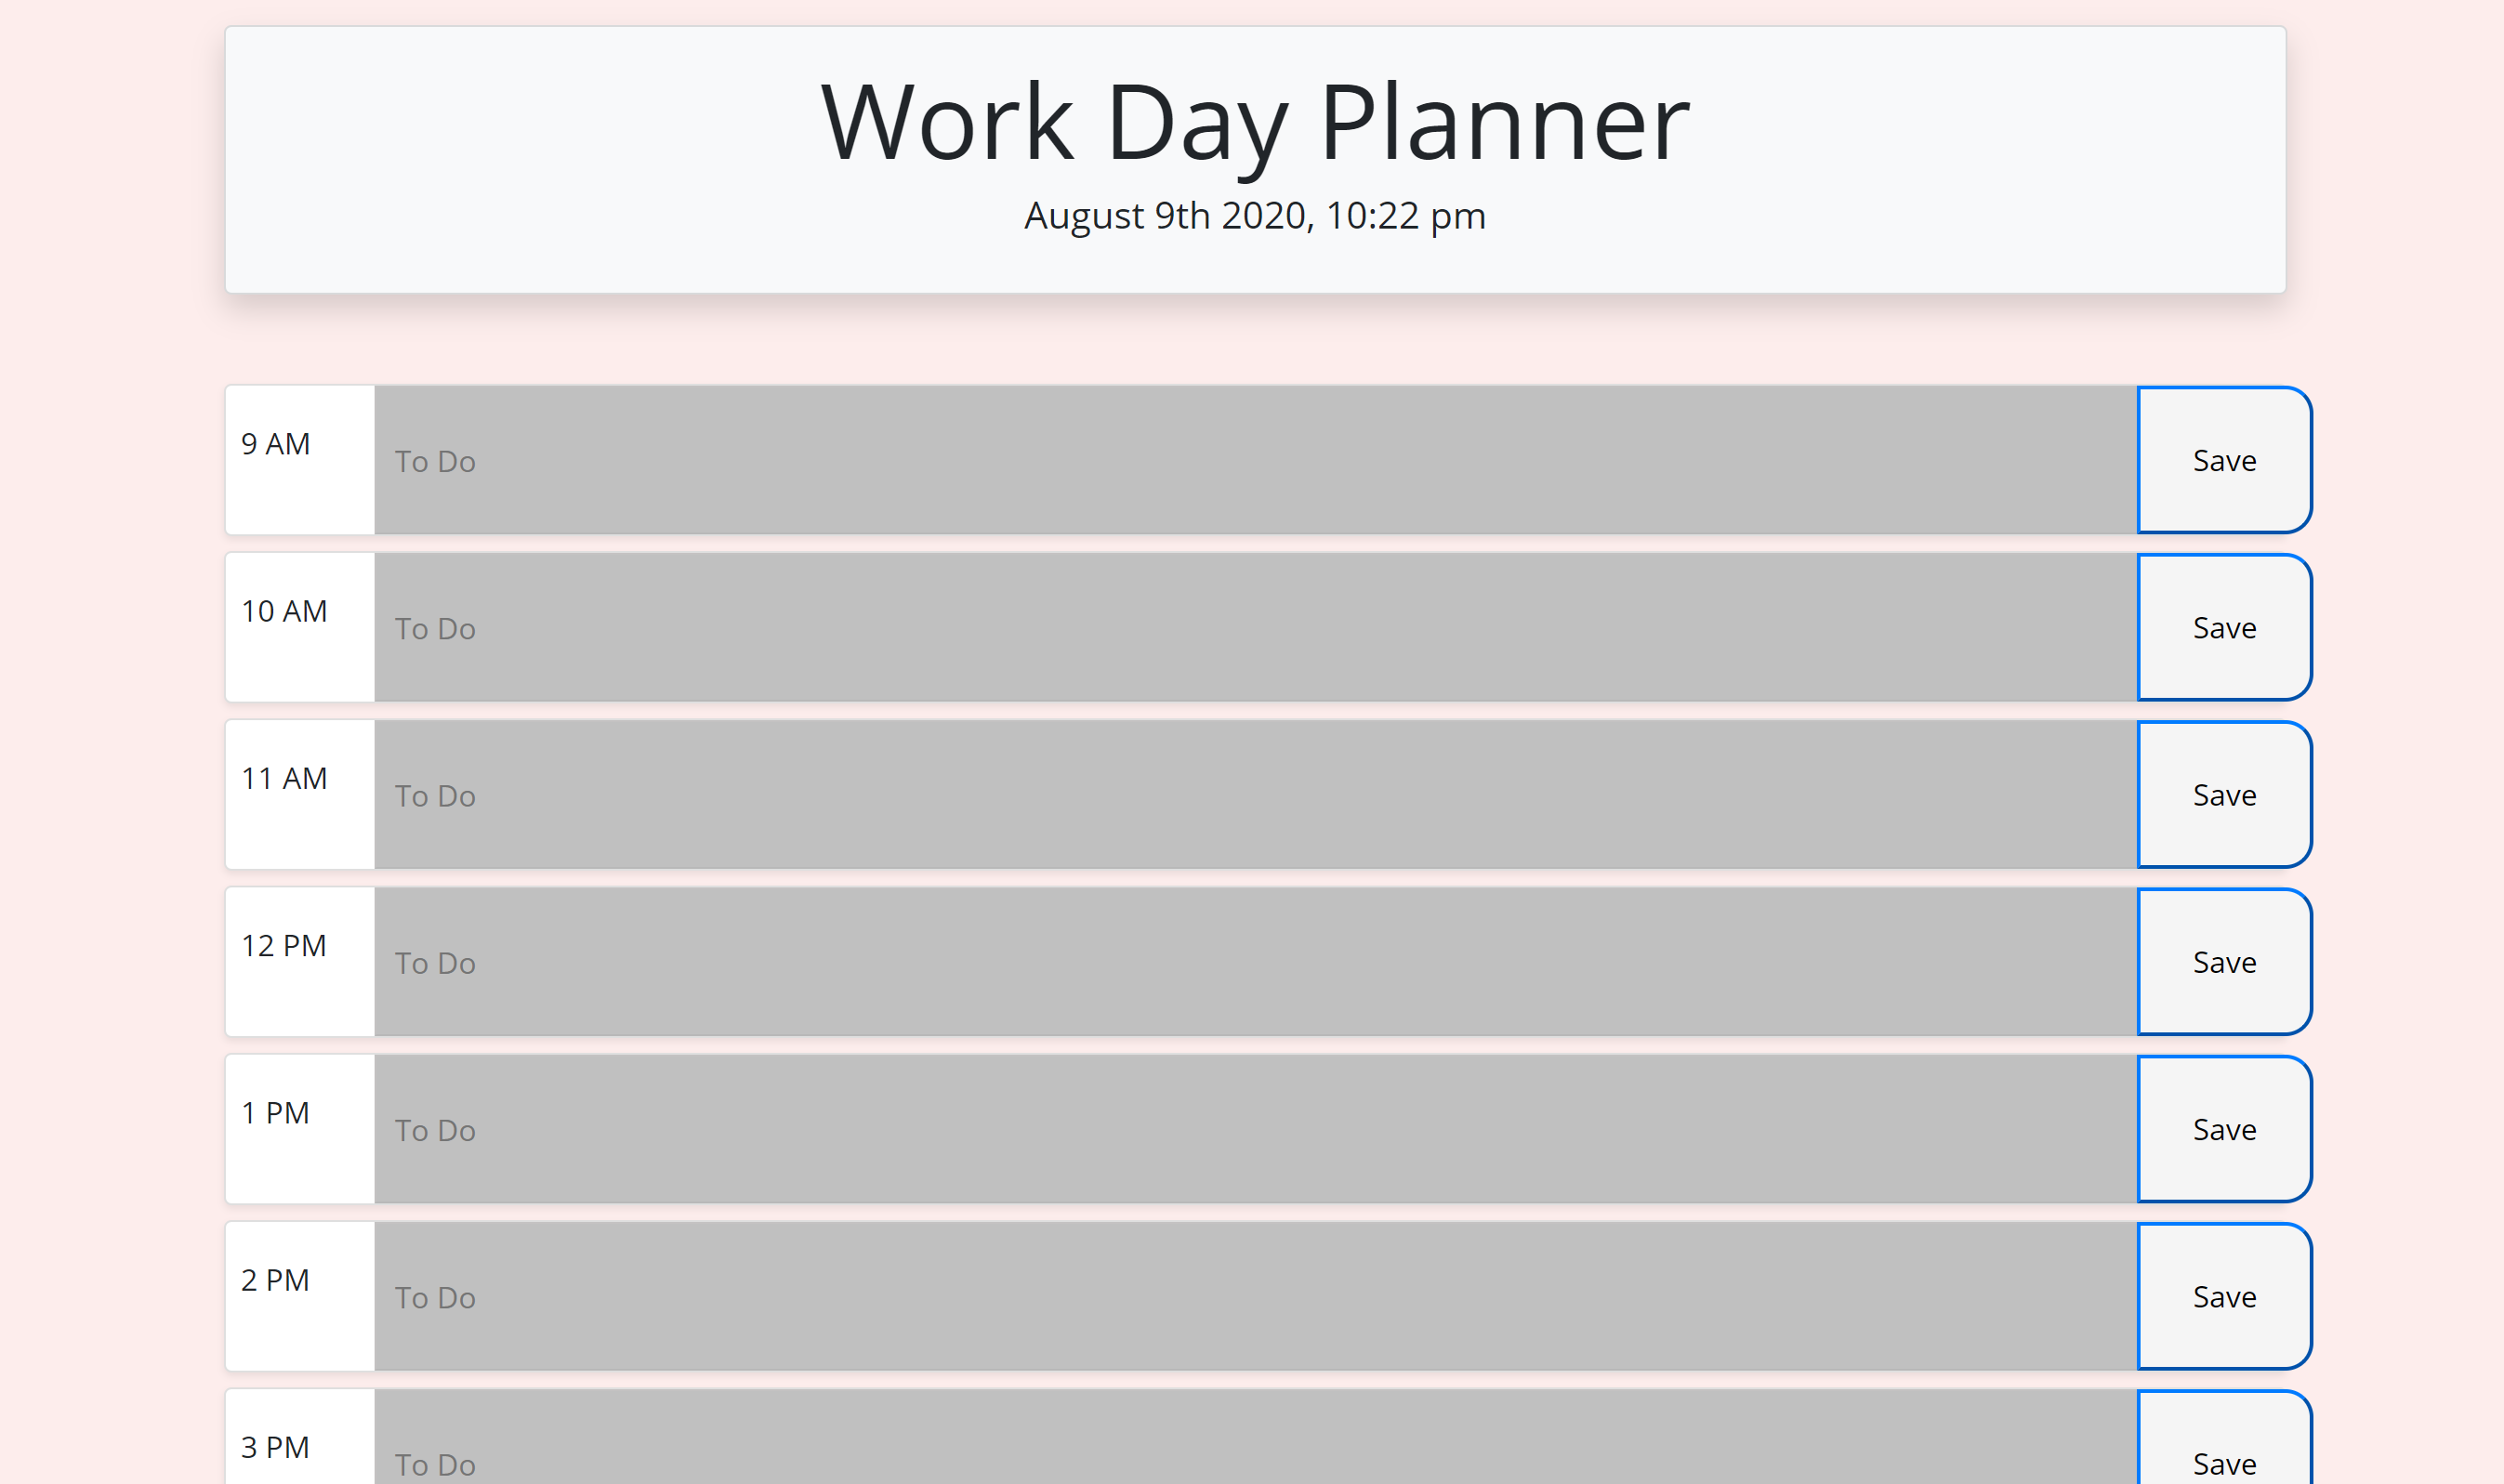 Work Day Planner
August 9th 2020, 10:22 pm
9 AM
To Do
Save
10 AM
To Do
Save
11 AM
To Do
Save
12 PM
To Do
Save
1 PM
To Do
Save
2 PM
To Do
Save
3 PM
To Do
Save